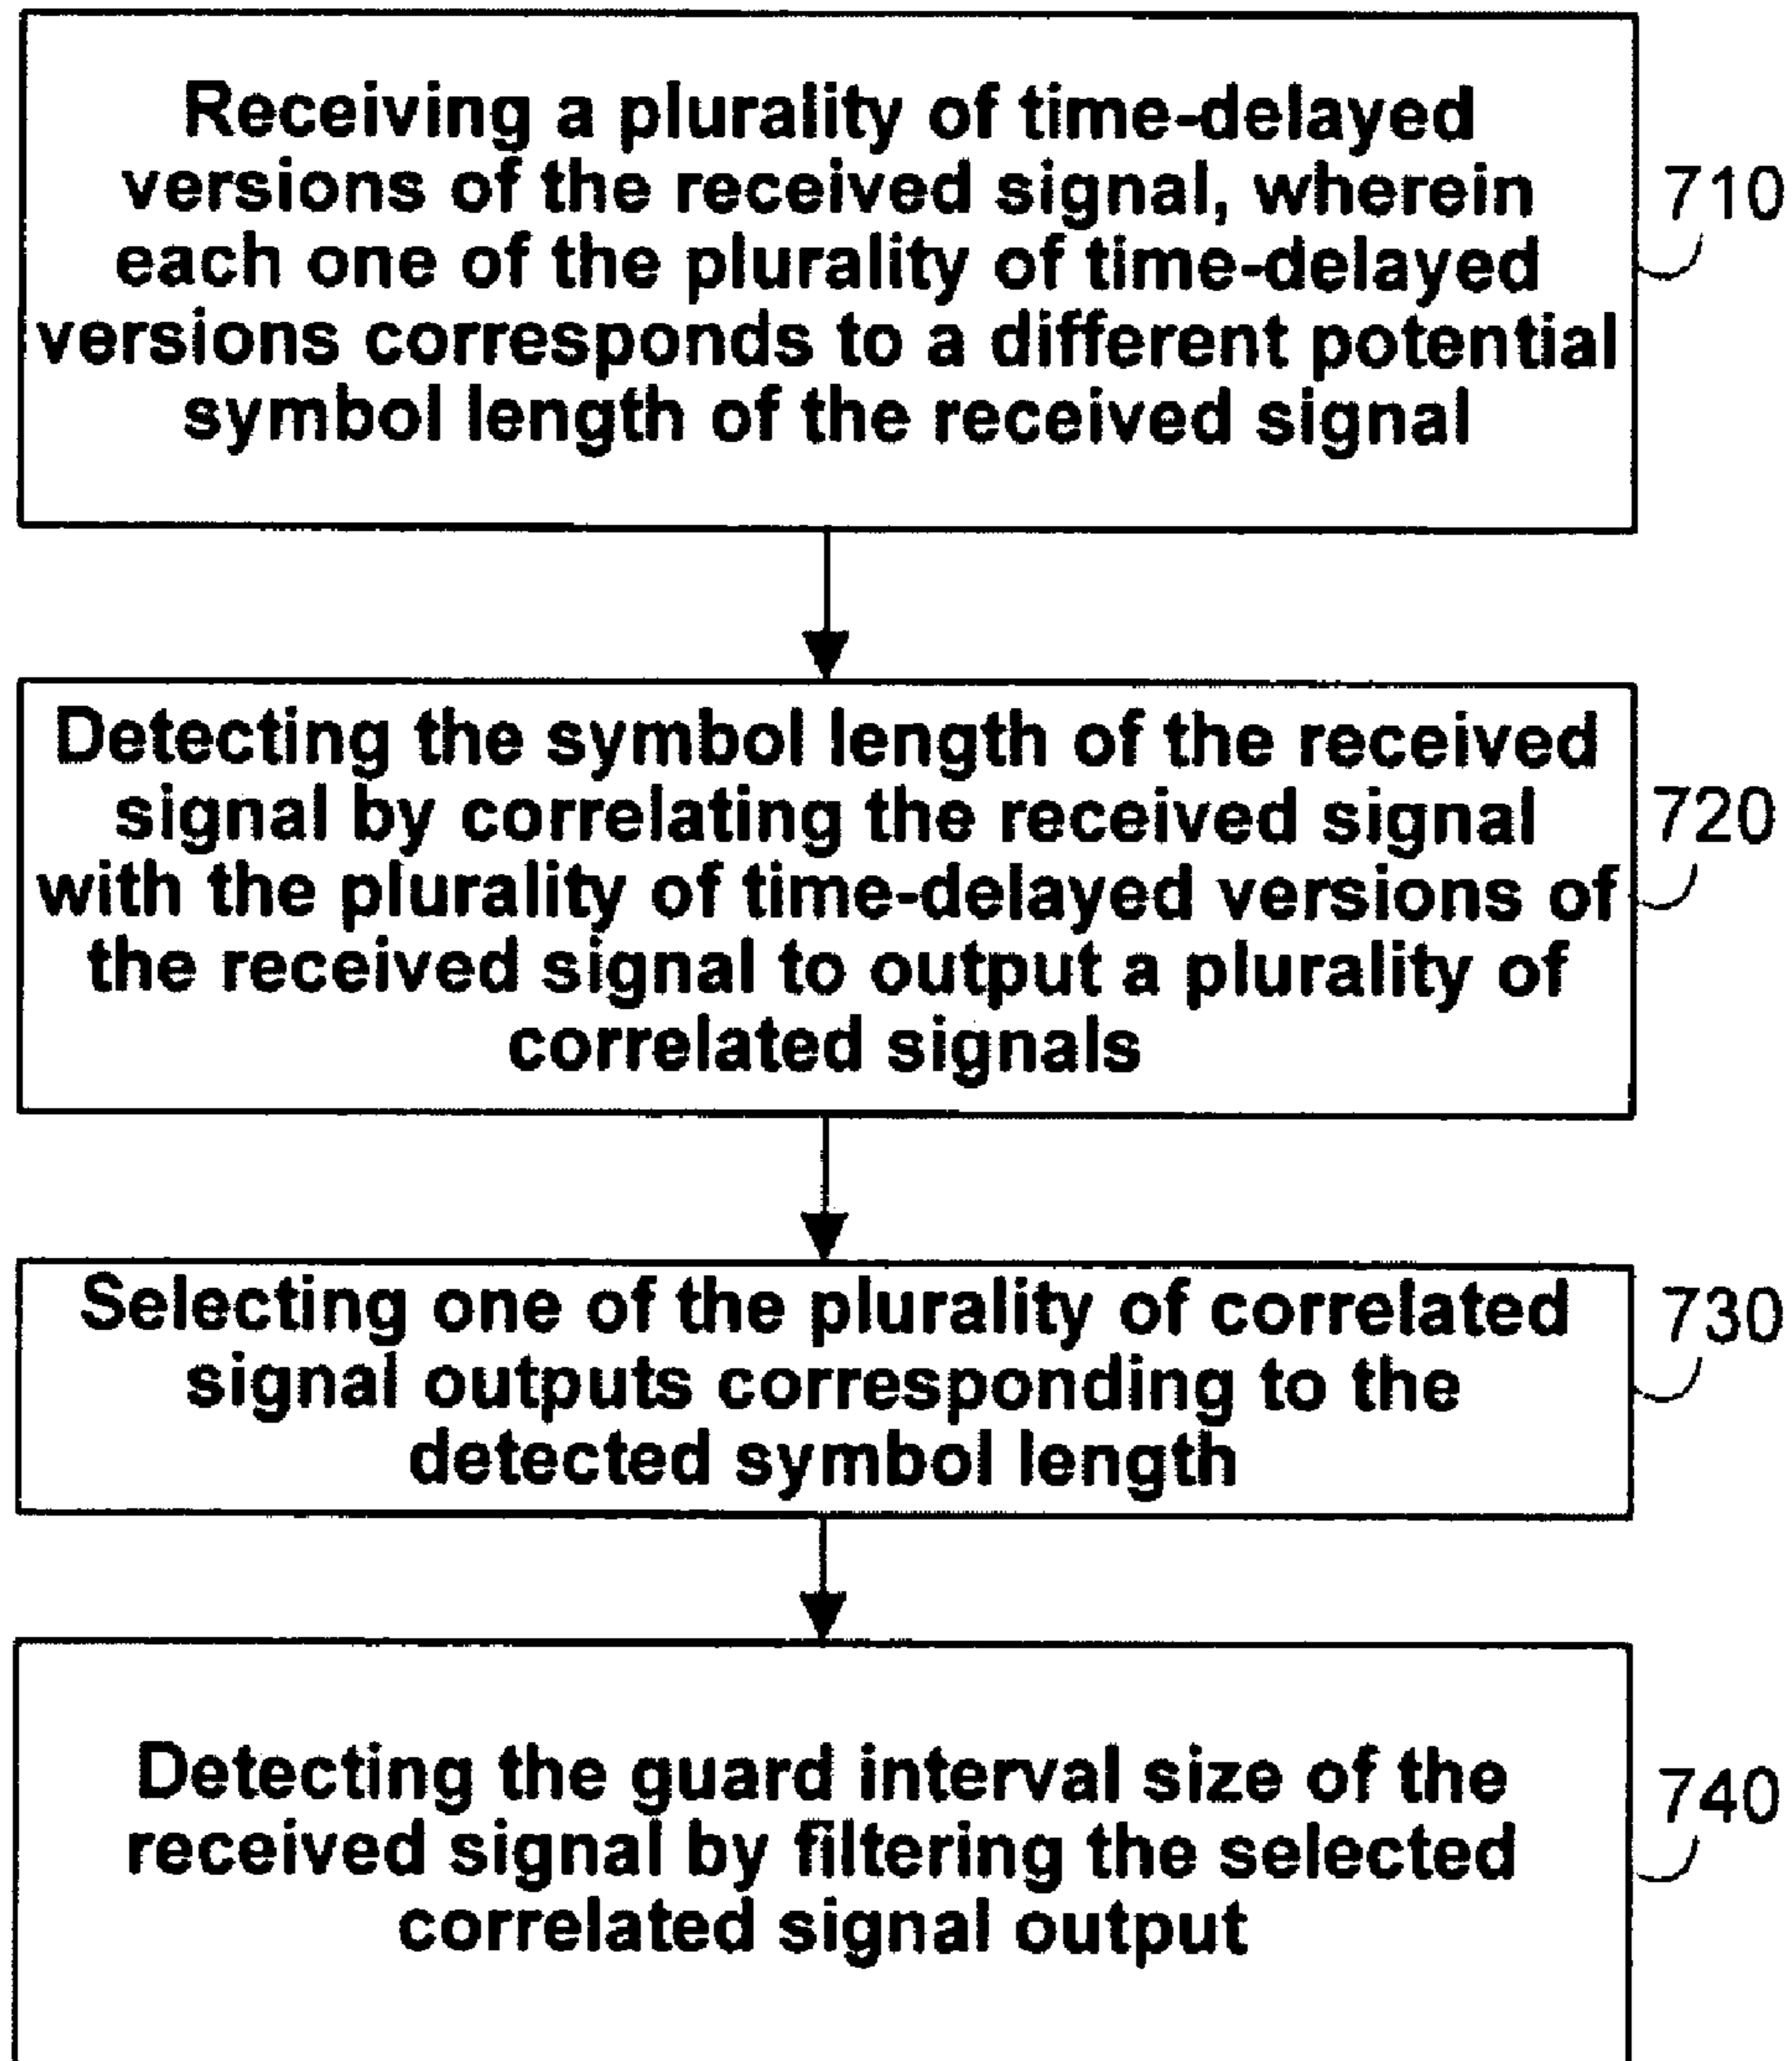 Receiving a plurality of time-delayed
versions of the received signal, wherein
each one of the plurality of time-delayed
versions corresponds to a different potential
symbol length of the received signal
710
Detecting the symbol length of the received
signal by correlating the received signal
with the plurality of time-delayed versions of
the received signal to output a plurality of
correlated signals
720
Selecting one of the plurality of correlated
signal outputs corresponding to the
detected symbol length
730
Detecting the guard interval size of the
received signal by filtering the selected
correlated signal output
740